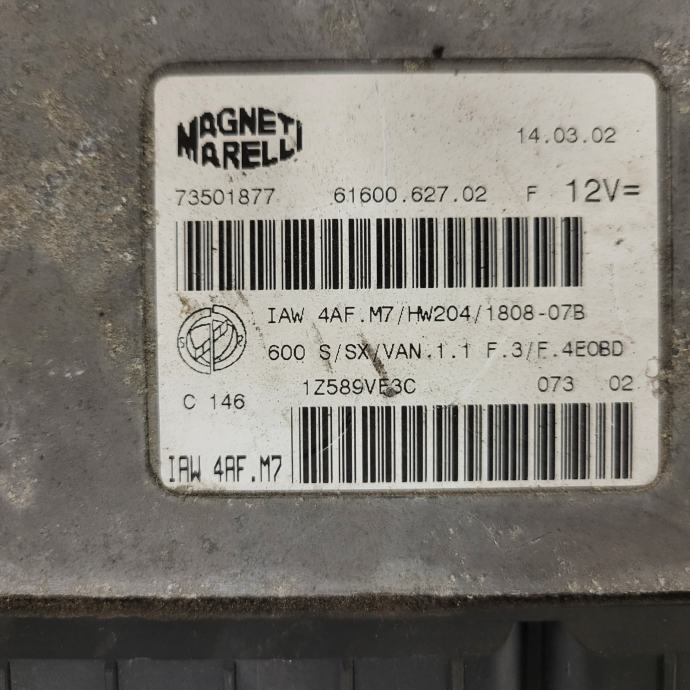 MAGNETI
MARELLI
14.03.02
73501877 61600.627.02 F 12V=
IAW 4AF.M7/HW204/1808-07B
600 S/SX/VAN.1.1 F.3/F.4EOBD
1Z589VE3C 073 02
C 146
IAW 4AF.M7